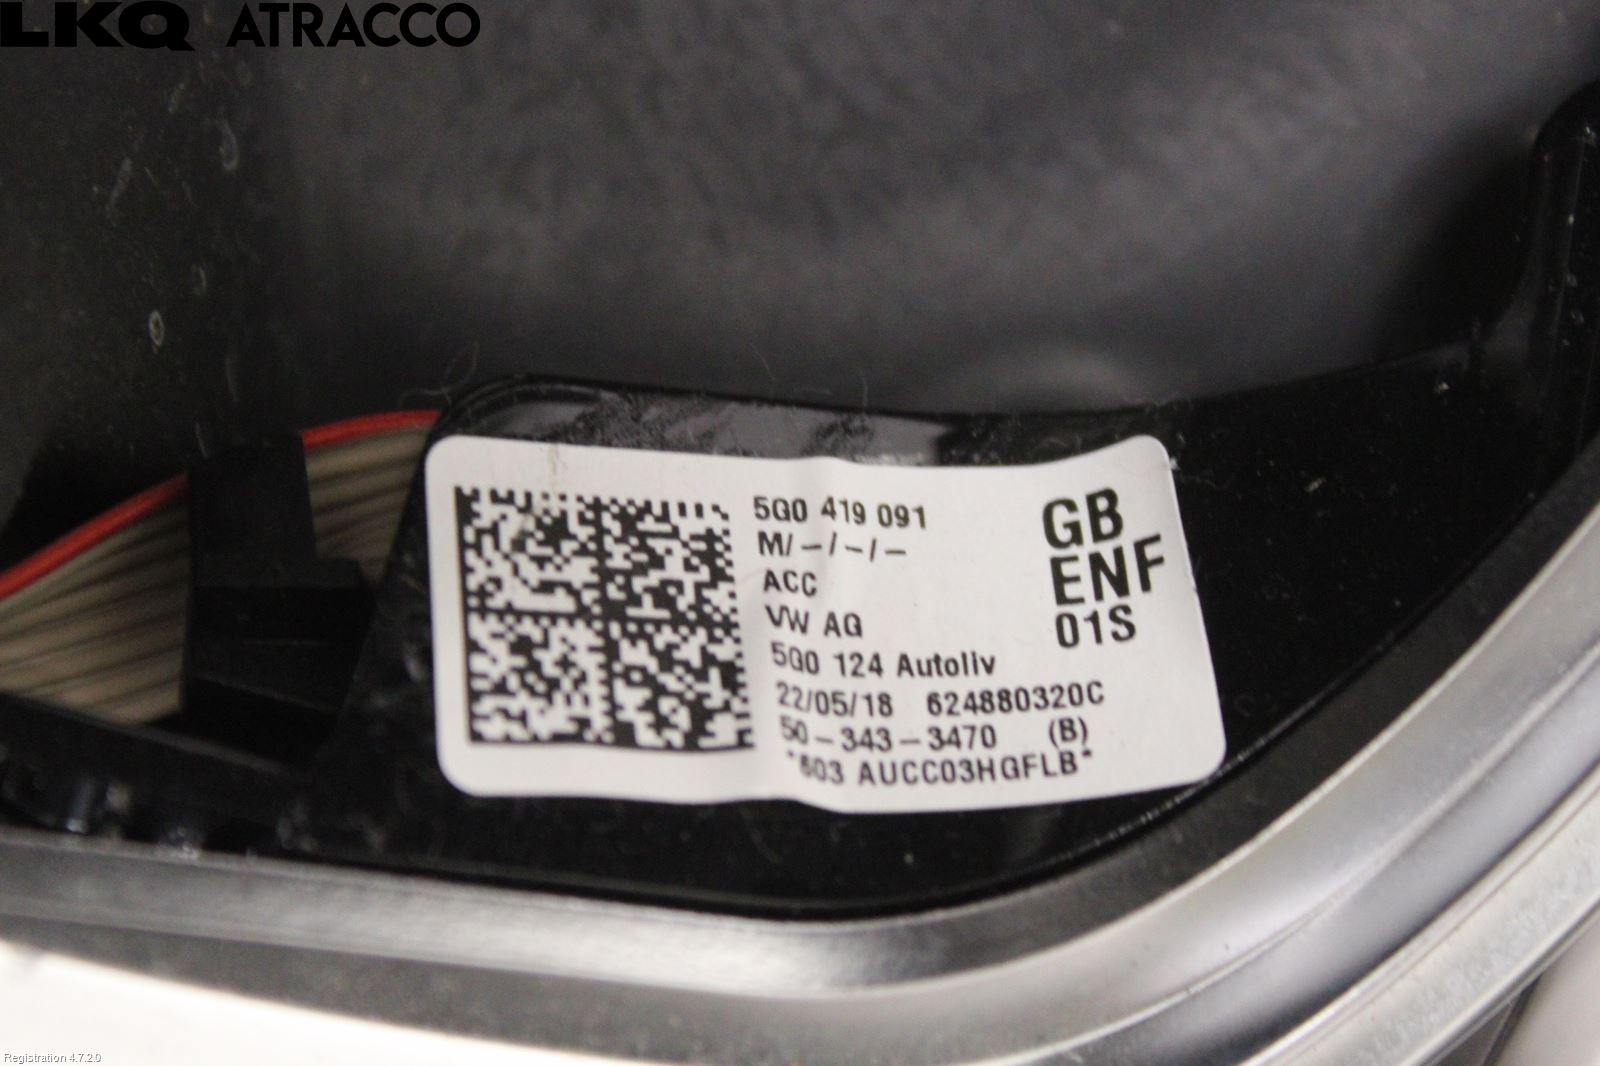 LKQ ATRACCO
5G0 419 091
M/-/-/-
ACC
VW AG
5G0 124 Autoliv
22/05/18 624880320C
50-343-3470 (B)
*603 AUCC03HGFLB*
GB
ENF
01S
Registration 4.7.2.0